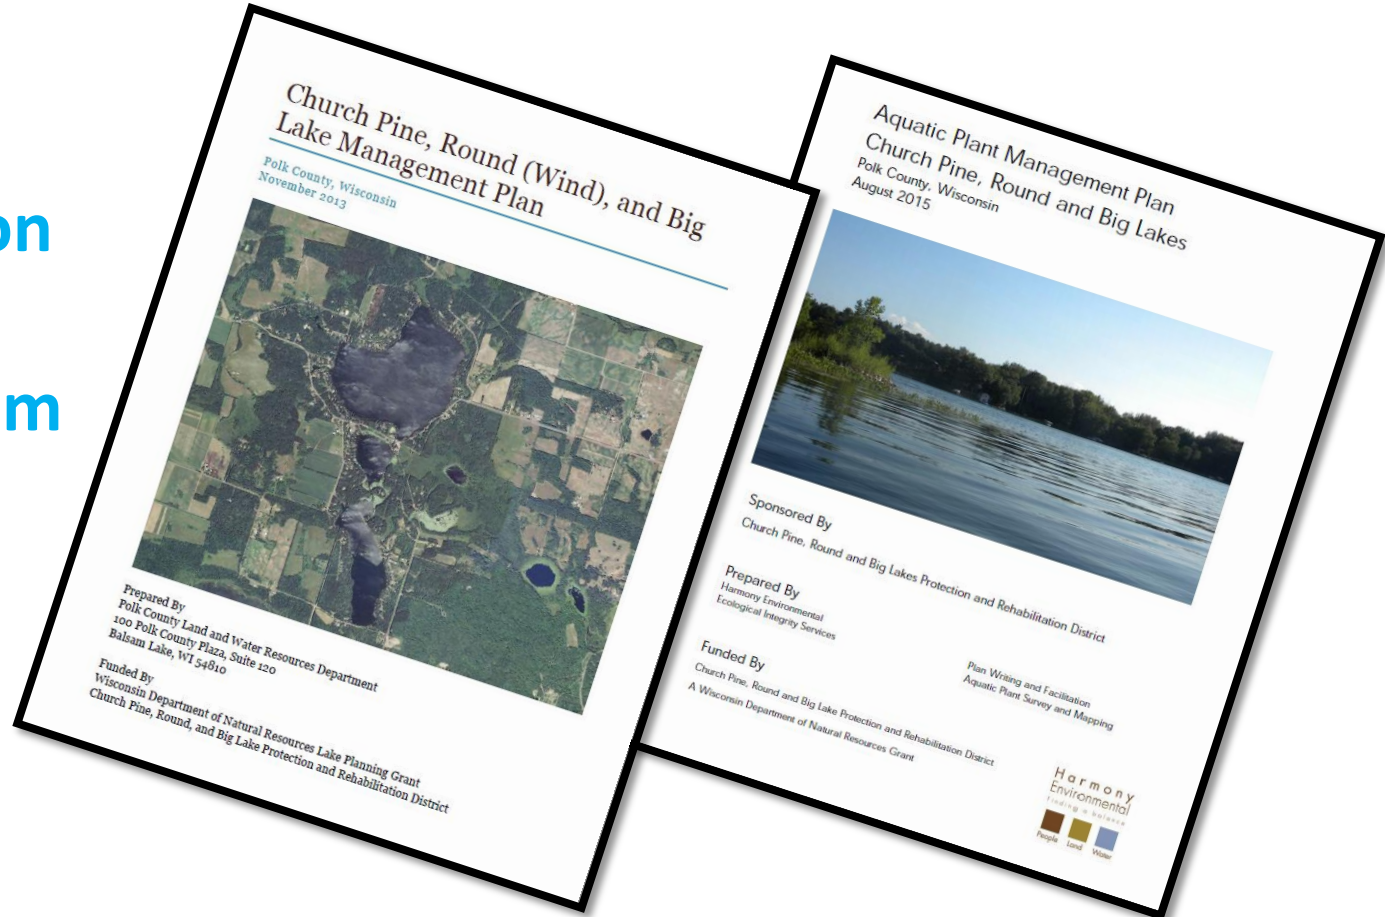 on
m
Church Pine, Round (Wind), and Big
Lake Management Plan
Polk County, Wisconsin
November 2013
Prepared By
Polk County Land and Water Resources Department
100 Polk County Plaza, Suite 120
Balsam Lake, WI 54810
Funded By
Wisconsin Department of Natural Resources Lake Planning Grant
Church Pine, Round, and Big Lake Protection and Rehabilitation District
Aquatic Plant Management Plan
Church Pine, Round and Big Lakes
Polk County, Wisconsin
August 2015
Sponsored By
Church Pine, Round and Big Lakes Protection and Rehabilitation District
Prepared By
Harmony Environmental
Ecological Integrity Services
Plan Writing and Facilitation
Aquatic Plant Survey and Mapping
Funded By
Church Pine, Round and Big Lake Protection and Rehabilitation District
A Wisconsin Department of Natural Resources Grant
Harmony
Environmental
finding a balance
People Land Water